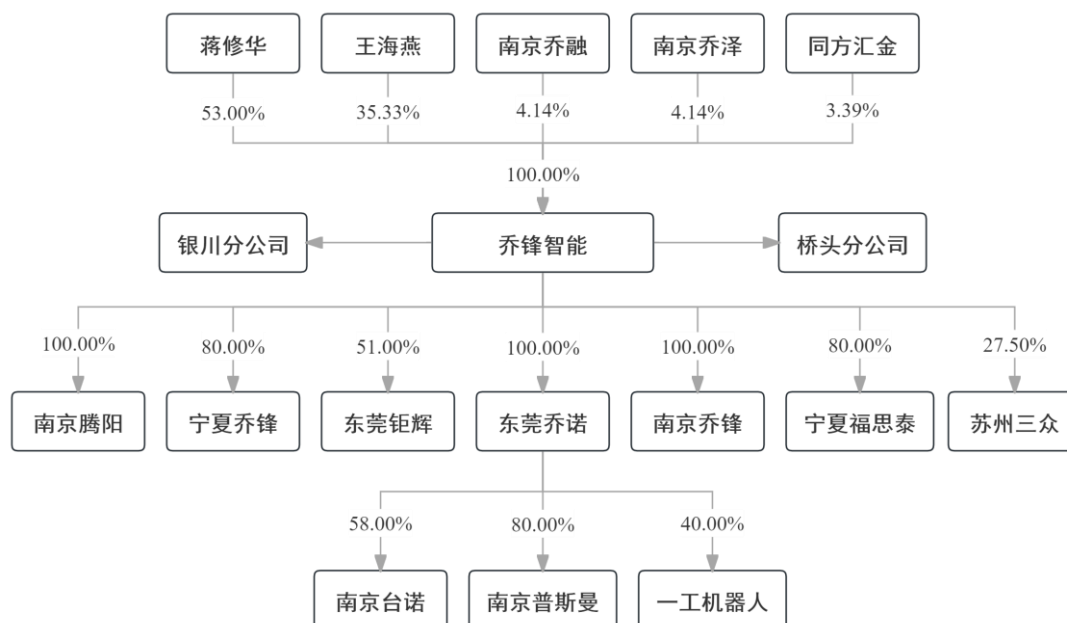 蒋修华 王海燕 南京乔融 南京乔泽 同方汇金
53.00% 35.33% 4.14% 4.14% 3.39%
100.00%
银川分公司 乔锋智能 桥头分公司
100.00% 80.00% 51.00% 100.00% 100.00% 80.00% 27.50%
南京腾阳 宁夏乔锋 东莞钜辉 东莞乔诺 南京乔锋 宁夏福思泰 苏州三众
58.00% 80.00% 40.00%
南京台诺 南京普斯曼 一工机器人